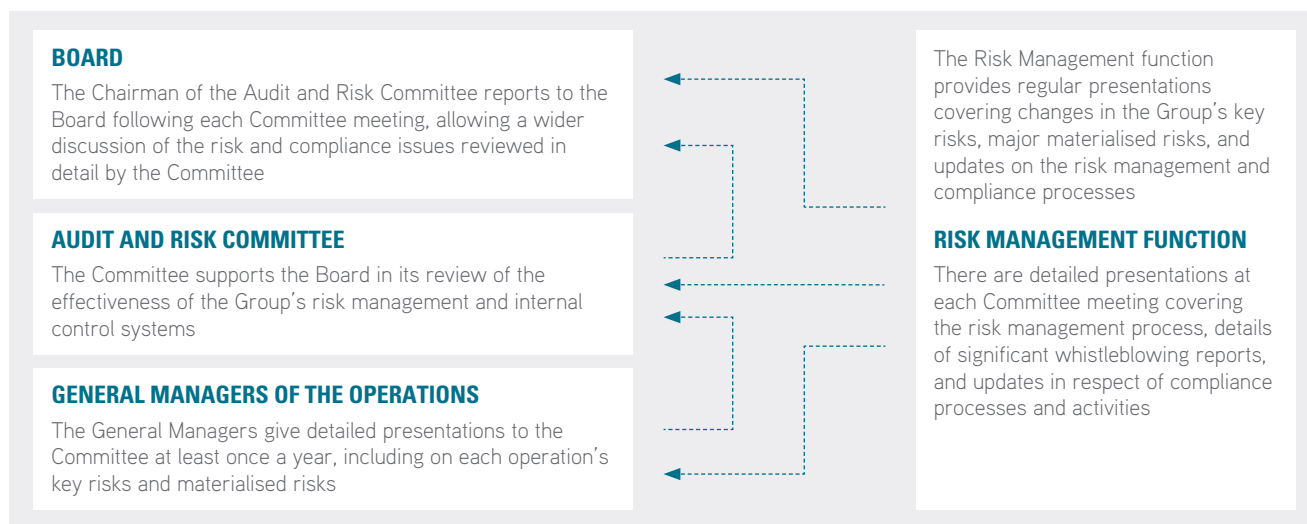 BOARD
The Chairman of the Audit and Risk Committee reports to the
Board following each Committee meeting, allowing a wider
discussion of the risk and compliance issues reviewed in
detail by the Committee
AUDIT AND RISK COMMITTEE
The Committee supports the Board in its review of the
effectiveness of the Group's risk management and internal
control systems
GENERAL MANAGERS OF THE OPERATIONS
The General Managers give detailed presentations to the
Committee at least once a year, including on each operation's
key risks and materialised risks
The Risk Management function
provides regular presentations
covering changes in the Group's key
risks, major materialised risks, and
updates on the risk management and
compliance processes
RISK MANAGEMENT FUNCTION
There are detailed presentations at
each Committee meeting covering
the risk management process, details
of significant whistleblowing reports,
and updates in respect of compliance
processes and activities